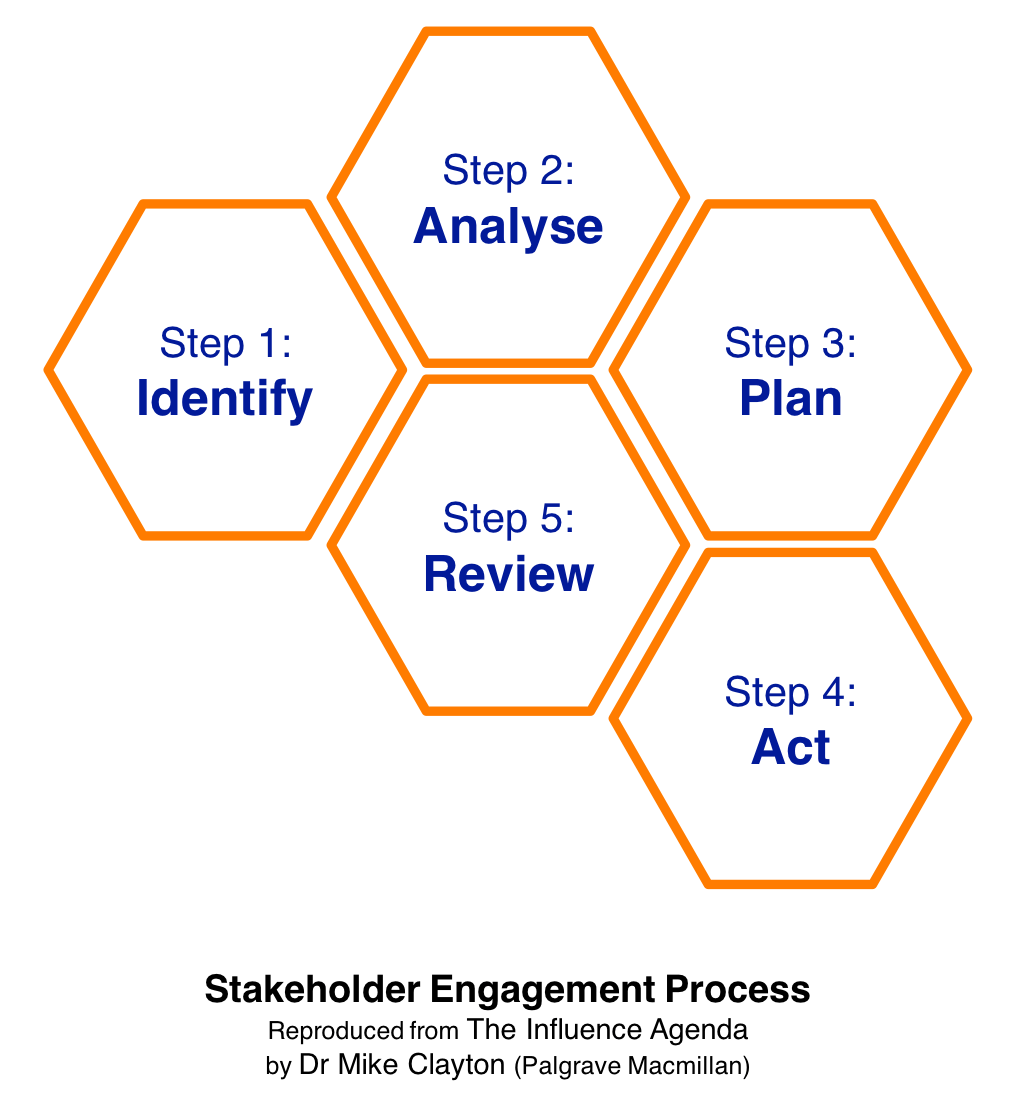 Step 1:
Identify
Step 2:
Analyse
Step 3:
Plan
Step 4:
Act
Step 5:
Review
Stakeholder Engagement Process
Reproduced from The Influence Agenda
by Dr Mike Clayton (Palgrave Macmillan)